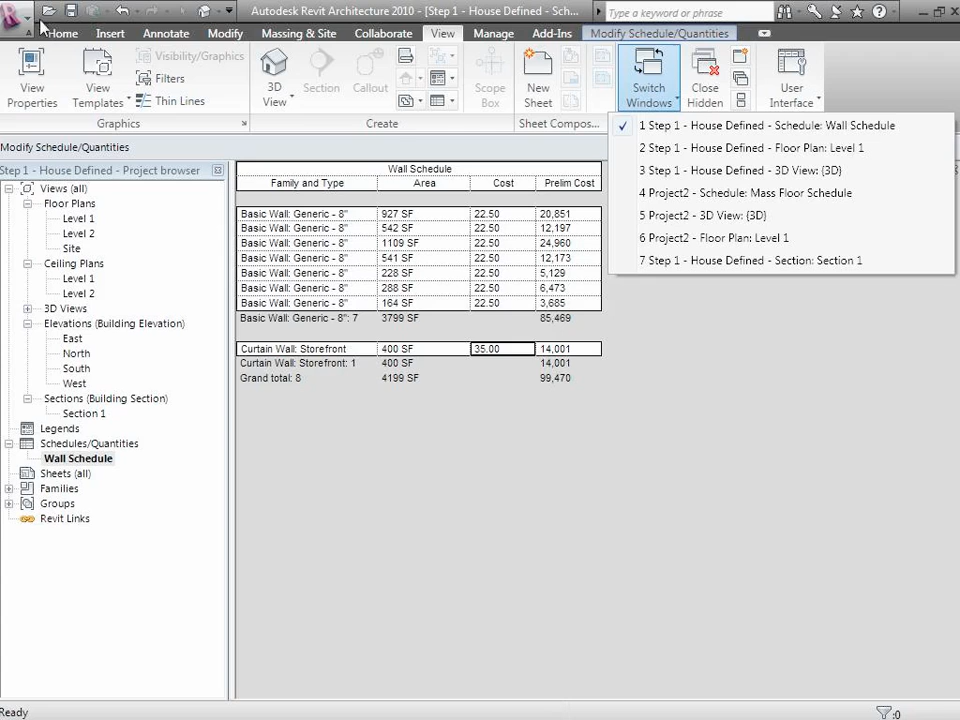 Autodesk Revit Architecture 2010 - [Step 1 - House Defined - Sch...
Type a keyword or phrase
Home Insert Annotate Modify Massing & Site Collaborate View Manage Add-Ins Modify Schedule/Quantities
View Properties
View Templates
Visibility/Graphics
Filters
Thin Lines
3D View
Section
Callout
Scope Box
New Sheet
Switch Windows
Close Hidden
User Interface
Graphics
Create
Sheet Compos...
Modify Schedule/Quantities
1 Step 1 - House Defined - Schedule: Wall Schedule
2 Step 1 - House Defined - Floor Plan: Level 1
3 Step 1 - House Defined - 3D View: {3D}
4 Project2 - Schedule: Mass Floor Schedule
5 Project2 - 3D View: {3D}
6 Project2 - Floor Plan: Level 1
7 Step 1 - House Defined - Section: Section 1
Step 1 - House Defined - Project browser
Views (all)
Floor Plans
Level 1
Level 2
Site
Ceiling Plans
Level 1
Level 2
3D Views
Elevations (Building Elevation)
East
North
South
West
Sections (Building Section)
Section 1
Legends
Schedules/Quantities
Wall Schedule
Sheets (all)
Families
Groups
Revit Links
Wall Schedule
Family and Type Area Cost Prelim Cost
Basic Wall: Generic - 8" 927 SF 22.50 20,851
Basic Wall: Generic - 8" 542 SF 22.50 12,197
Basic Wall: Generic - 8" 1109 SF 22.50 24,960
Basic Wall: Generic - 8" 541 SF 22.50 12,173
Basic Wall: Generic - 8" 228 SF 22.50 5,129
Basic Wall: Generic - 8" 288 SF 22.50 6,473
Basic Wall: Generic - 8" 164 SF 22.50 3,685
Basic Wall: Generic - 8": 7 3799 SF 85,469
Curtain Wall: Storefront 400 SF 35.00 14,001
Curtain Wall: Storefront: 1 400 SF 14,001
Grand total: 8 4199 SF 99,470
Ready
:0